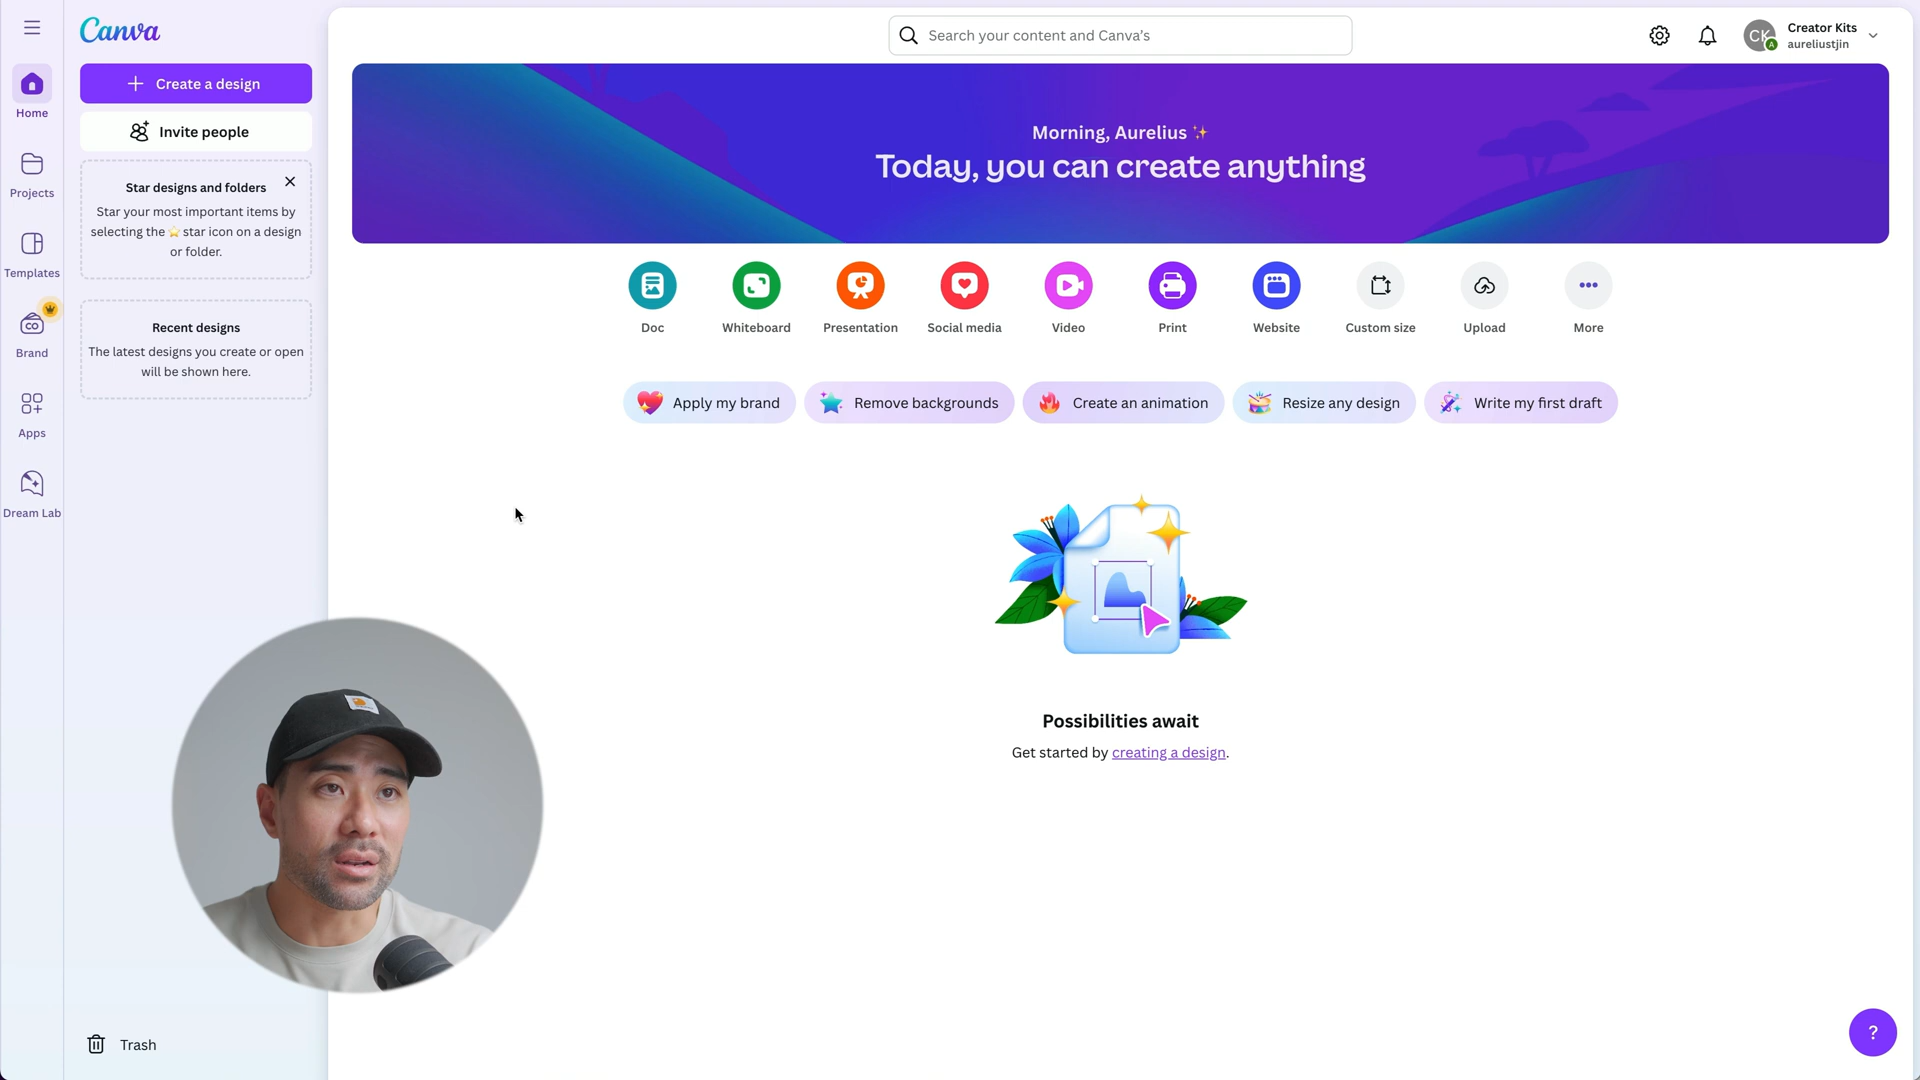 Canva
Create a design
Invite people
Home
Projects
Templates
Brand
Apps
Dream Lab
Star designs and folders
Star your most important items by
selecting the ⭐ star icon on a design
or folder.
Recent designs
The latest designs you create or open
will be shown here.
Trash
Search your content and Canva's
CK
A
Creator Kits
aureliustjin
Morning, Aurelius ✨
Today, you can create anything
Doc
Whiteboard
Presentation
Social media
Video
Print
Website
Custom size
Upload
More
Apply my brand
Remove backgrounds
Create an animation
Resize any design
Write my first draft
Possibilities await
Get started by creating a design.
?